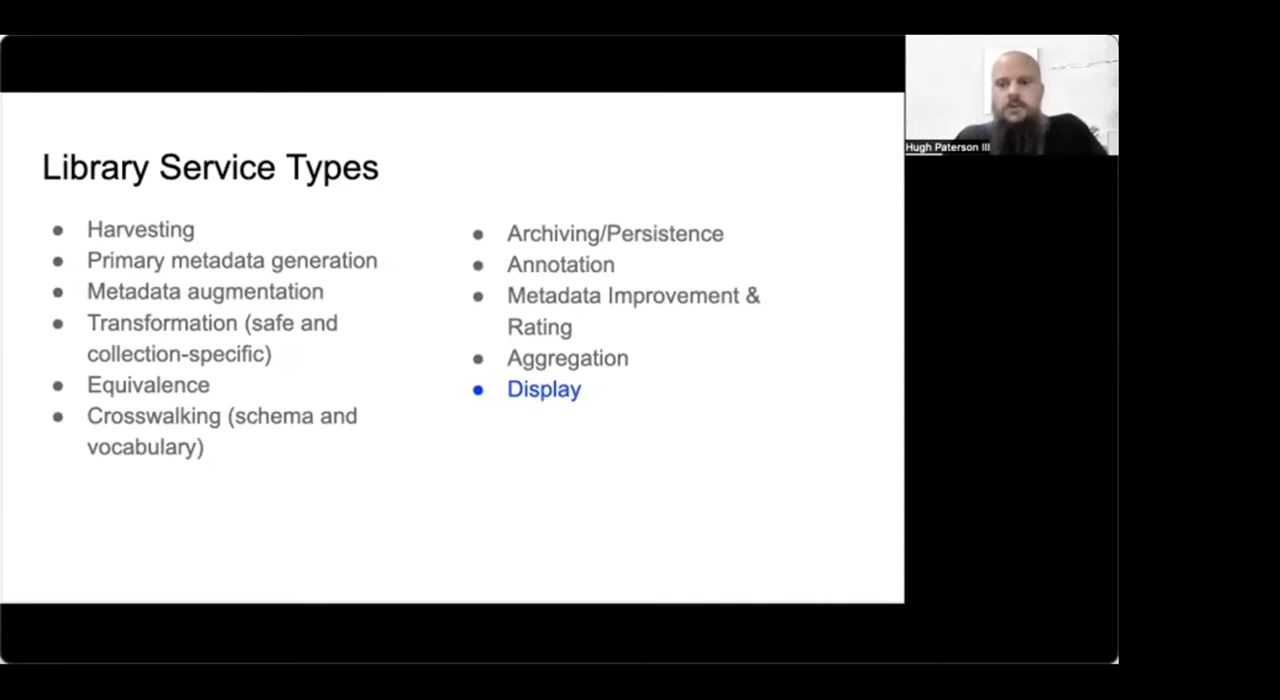 Library Service Types
● Harvesting
● Primary metadata generation
● Metadata augmentation
● Transformation (safe and
collection-specific)
● Equivalence
● Crosswalking (schema and
vocabulary)
● Archiving/Persistence
● Annotation
● Metadata Improvement &
Rating
● Aggregation
● Display
Hugh Paterson III